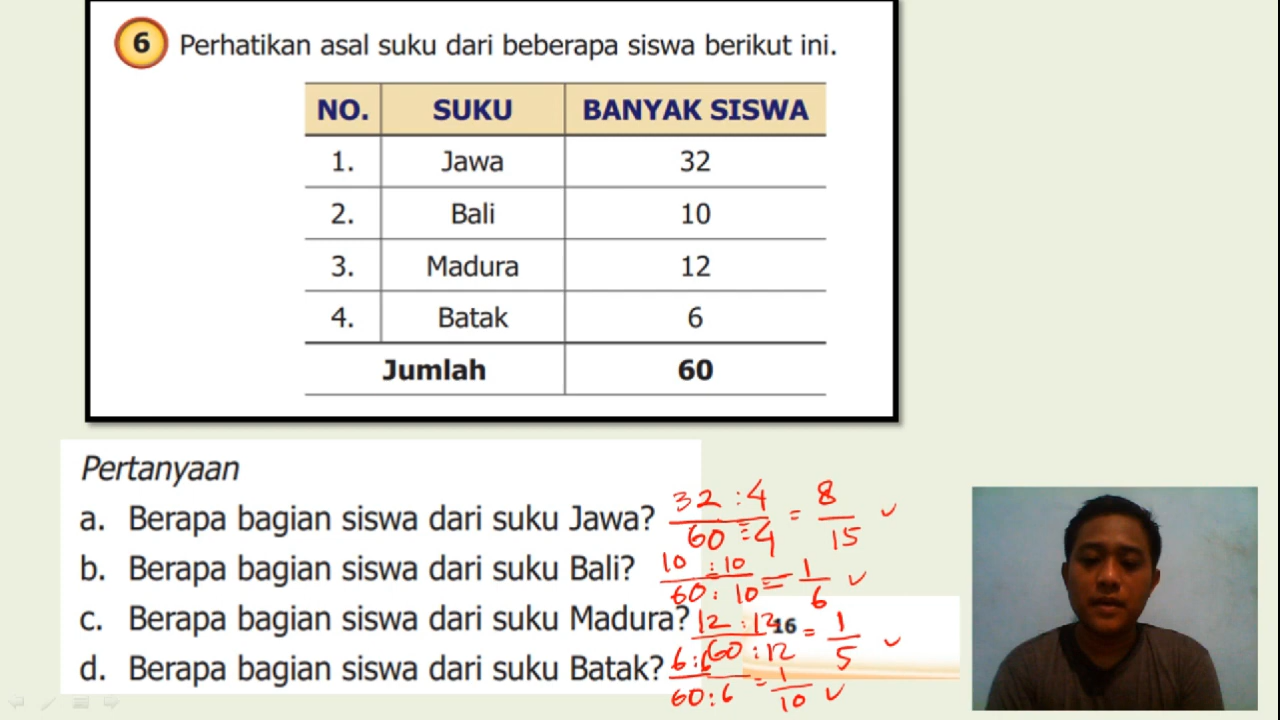 6 Perhatikan asal suku dari beberapa siswa berikut ini.
NO. SUKU BANYAK SISWA
1. Jawa 32
2. Bali 10
3. Madura 12
4. Batak 6
Jumlah 60
Pertanyaan
a. Berapa bagian siswa dari suku Jawa? 32 : 4 / 60 : 4 = 8 / 15
b. Berapa bagian siswa dari suku Bali? 10 : 10 / 60 : 10 = 1 / 6
c. Berapa bagian siswa dari suku Madura? 12 : 12 / 60 : 12 = 1 / 5
16
d. Berapa bagian siswa dari suku Batak? 6 : 6 / 60 : 6 = 1 / 10